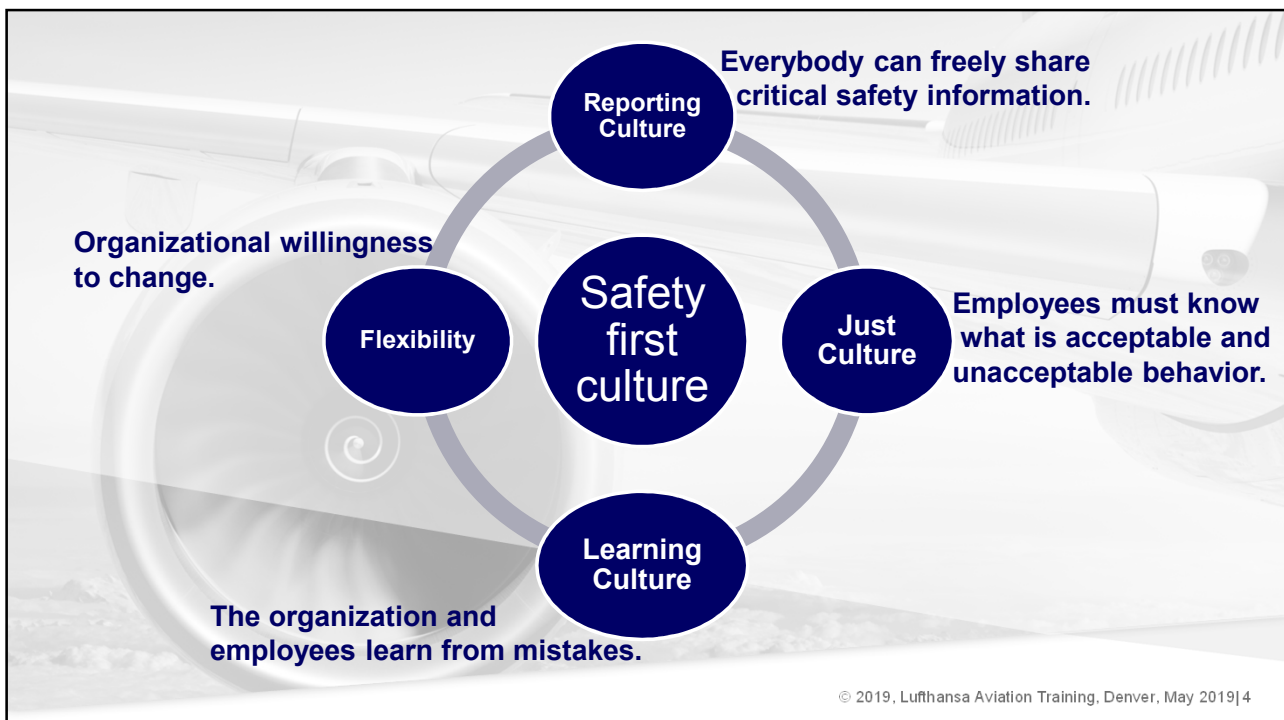 Everybody can freely share
critical safety information.
Reporting
Culture
Organizational willingness
to change.
Flexibility
Safety
first
culture
Just
Culture
Employees must know
what is acceptable and
unacceptable behavior.
Learning
Culture
The organization and
employees learn from mistakes.
© 2019, Lufthansa Aviation Training, Denver, May 2019|4